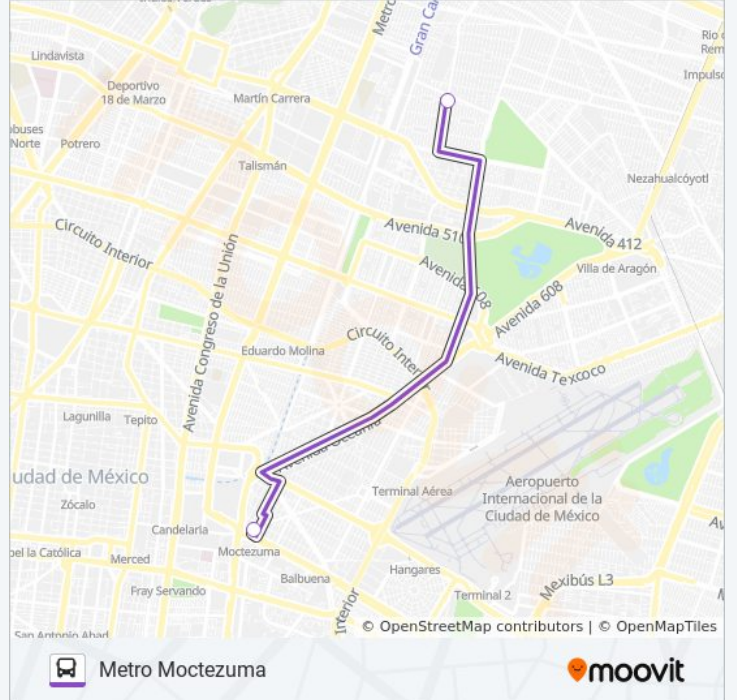 Metro
Gran Ca
Lindavista
Rio
Rem
Impulso
Deportivo
18 de Marzo
Martín Carrera
buses
Norte
Potrero
Talismán
Nezahualcóyotl
Circuito Interior
Avenida Congreso de la Unión
Avenida 510
Avenida 412
Villa de Aragón
Avenida 508
Avenida 608
Circuito Interior
Eduardo Molina
Avenida Texcoco
Lagunilla
Tepito
Avenida Oceanía
udad de México
Zócalo
Terminal Aérea
Aeropuerto
Internacional de la
Ciudad de México
Candelaria
Moctezuma
Av
bel la Católica
Merced
Balbuena
Hangares
Mexibús L3
Fray Servando
Terminal 2
Interior
San Antonio Abad
© OpenStreetMap contributors | © OpenMapTiles
Metro Moctezuma
moovit